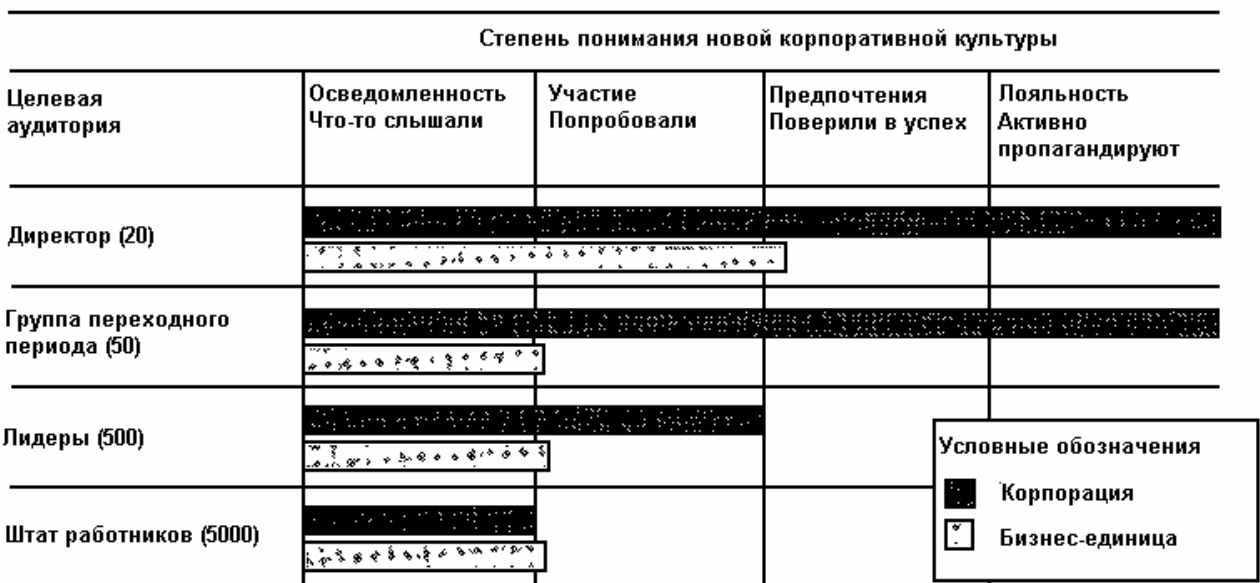 Степень понимания новой корпоративной культуры
Целевая
аудитория
Осведомленность
Что-то слышали
Участие
Попробовали
Предпочтения
Поверили в успех
Лояльность
Активно
пропагандируют
Директор (20)
Группа переходного
периода (50)
Лидеры (500)
Штат работников (5000)
Условные обозначения
Корпорация
Бизнес-единица